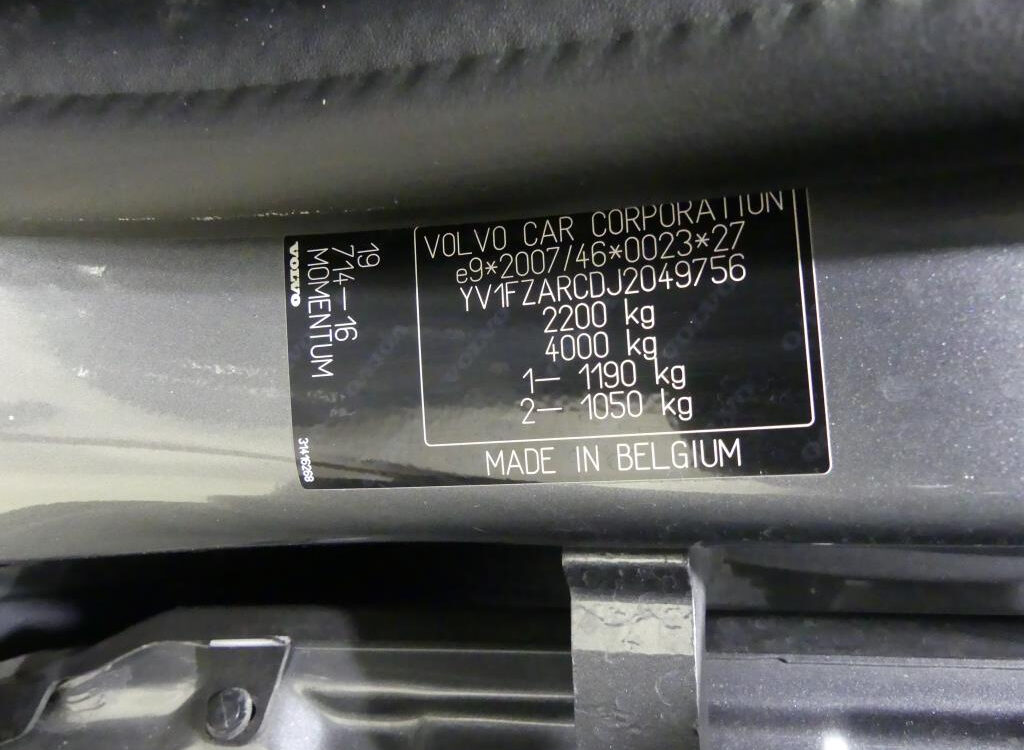 VOLVO CAR CORPORATION
e9*2007/46*0023*27
YV1FZARCDJ2049756
2200 kg
4000 kg
1— 1190 kg
2— 1050 kg
MADE IN BELGIUM
19
714—16
MOMENTUM
VOLVO
31415268